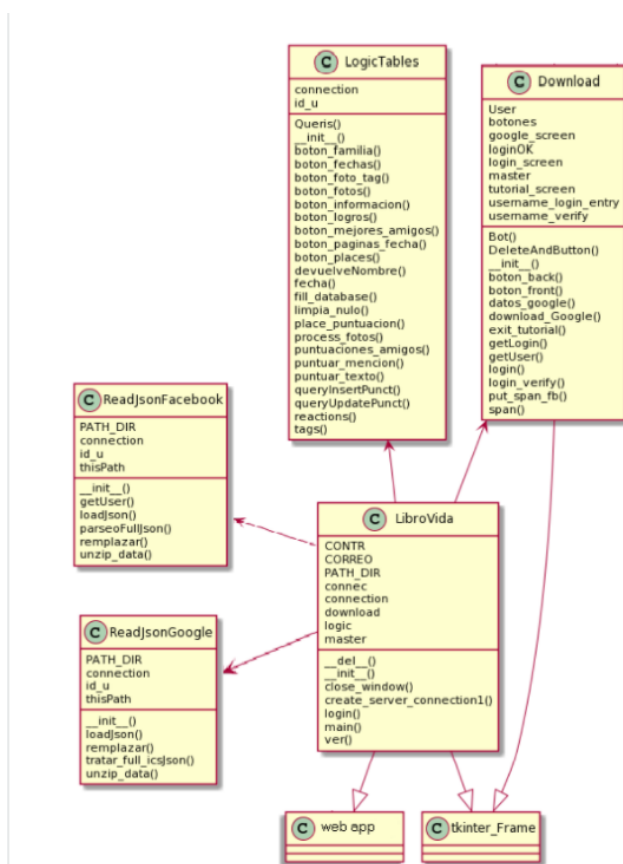 C LogicTables
connection
id_u
Queris()
__init__()
boton_familia()
boton_fechas()
boton_foto_tag()
boton_fotos()
boton_informacion()
boton_logros()
boton_mejores_amigos()
boton_paginas_fecha()
boton_places()
devuelveNombre()
fecha()
fill_database()
limpia_nulo()
place_puntuacion()
process_fotos()
puntuaciones_amigos()
puntuar_mencion()
puntuar_texto()
queryInsertPunct()
queryUpdatePunct()
reactions()
tags()
C Download
User
botones
google_screen
loginOK
login_screen
master
tutorial_screen
username_login_entry
username_verify
Bot()
DeleteAndButton()
__init__()
boton_back()
boton_front()
datos_google()
download_Google()
exit_tutorial()
getLogin()
getUser()
login()
login_verify()
put_span_fb()
span()
C ReadJsonFacebook
PATH_DIR
connection
id_u
thisPath
__init__()
getUser()
loadJson()
parseoFullJson()
remplazar()
unzip_data()
C LibroVida
CONTR
CORREO
PATH_DIR
connec
connection
download
logic
master
__del__()
__init__()
close_window()
create_server_connection1()
login()
main()
ver()
C ReadJsonGoogle
PATH_DIR
connection
id_u
thisPath
__init__()
loadJson()
remplazar()
tratar_full_icsJson()
unzip_data()
C web app
C tkinter_Frame